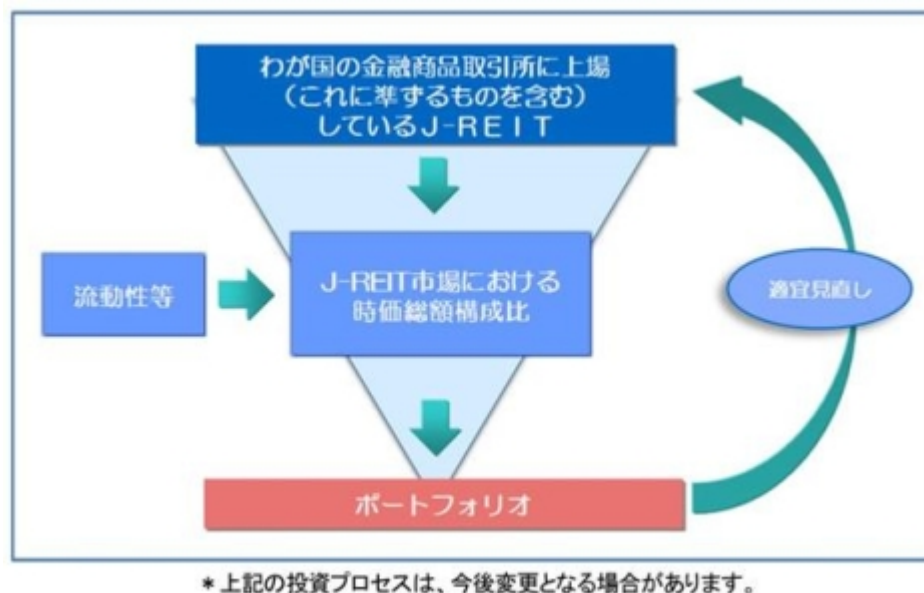 わが国の金融商品取引所に上場
（これに準ずるものを含む）
しているJ-REIT
流動性等
J-REIT市場における
時価総額構成比
適宜見直し
ポートフォリオ
*上記の投資プロセスは、今後変更となる場合があります。